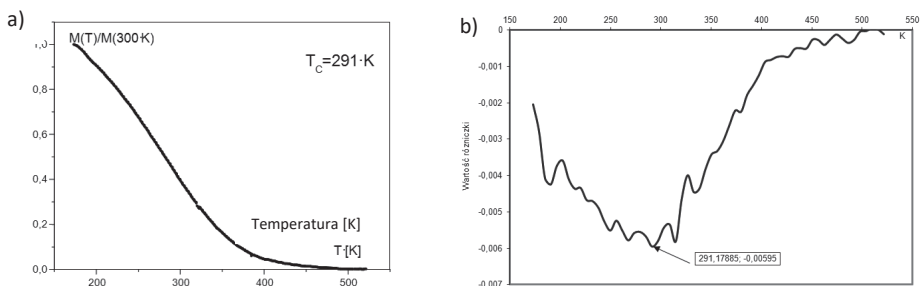 a)
M(T)/M(300·K)
T_C=291·K
1,0
0,8
0,6
0,4
0,2
0,0
Temperatura [K]
T·[K]
200 300 400 500
b)
150 200 250 300 350 400 450 500 550
K
0
-0,001
-0,002
-0,003
-0,004
-0,005
-0,006
-0,007
Wartość różniczki
291,17885; -0,00595